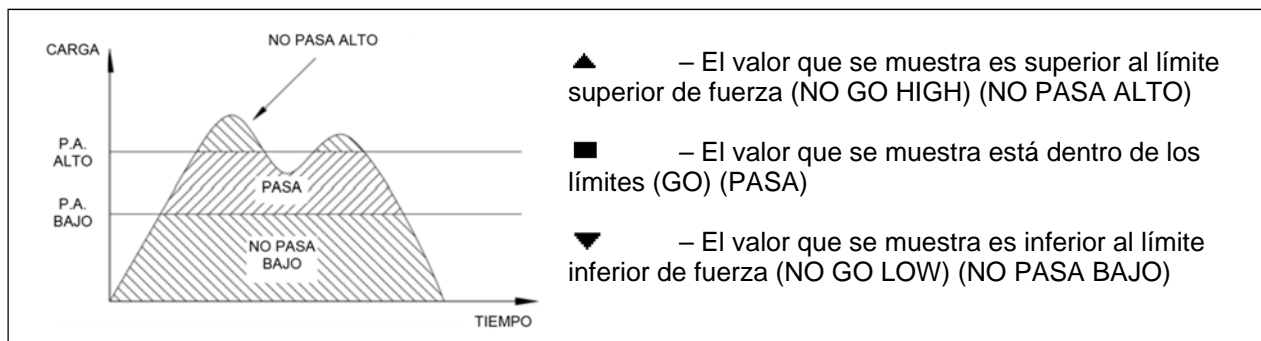 NO PASA ALTO
CARGA
P.A.
ALTO
PASA
P.A.
BAJO
NO PASA
BAJO
TIEMPO
▲ – El valor que se muestra es superior al límite
superior de fuerza (NO GO HIGH) (NO PASA ALTO)
■ – El valor que se muestra está dentro de los
límites (GO) (PASA)
▼ – El valor que se muestra es inferior al límite
inferior de fuerza (NO GO LOW) (NO PASA BAJO)